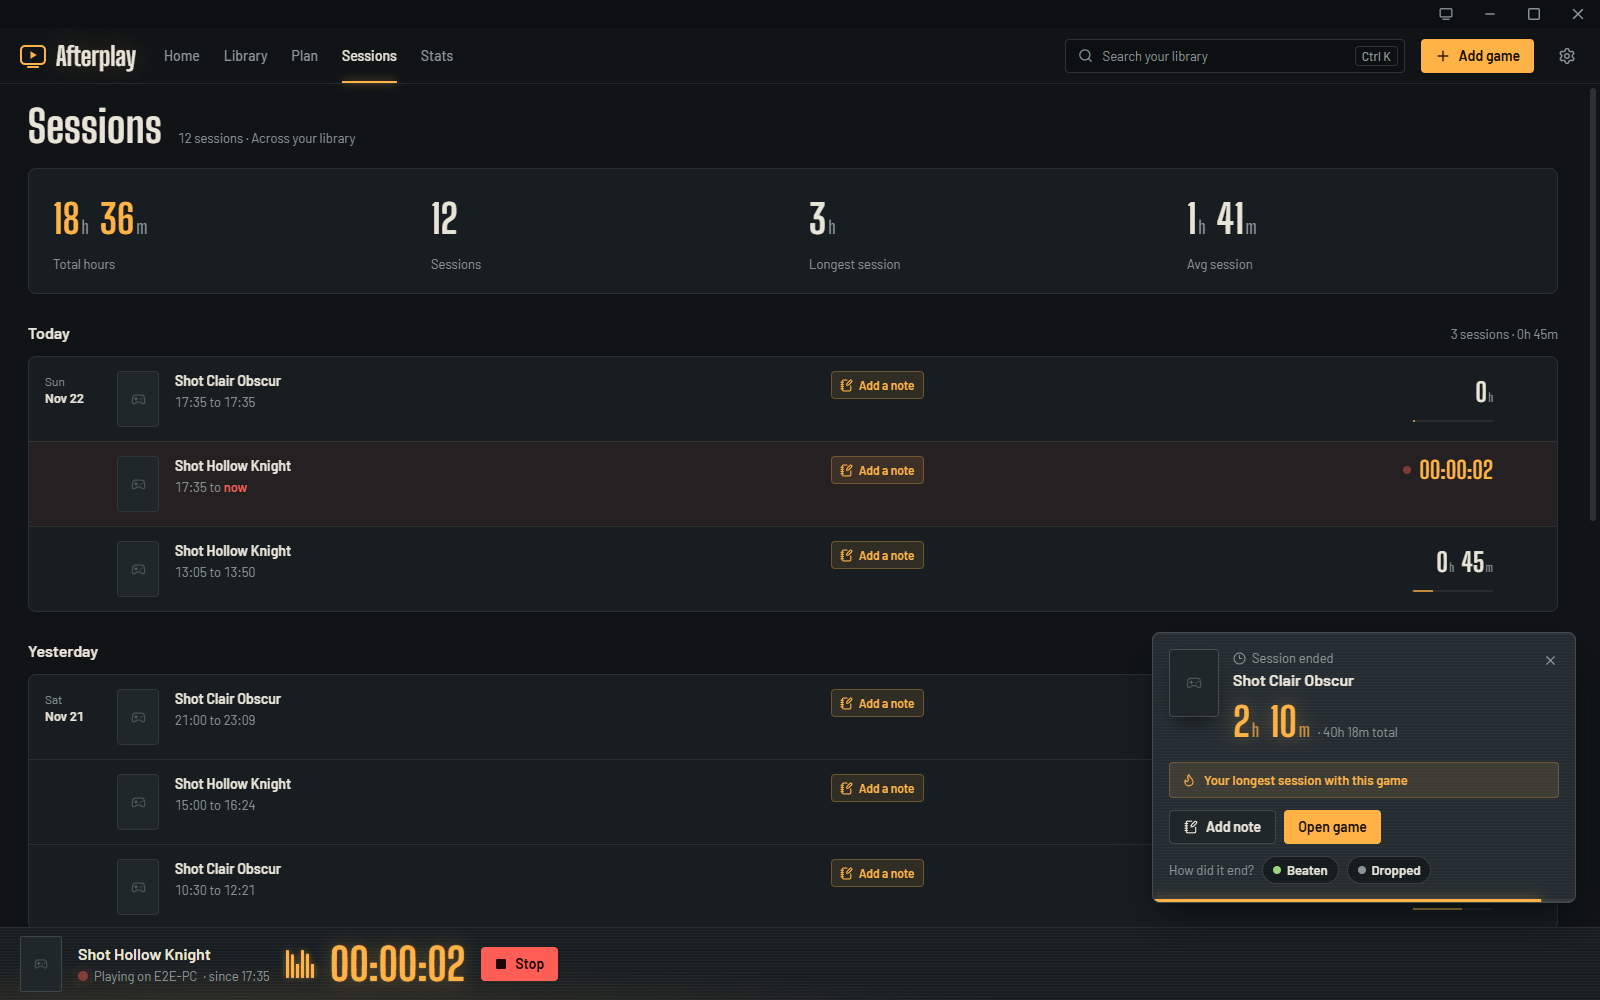 Afterplay
Home Library Plan Sessions Stats
Search your library Ctrl K
Add game
Sessions
12 sessions · Across your library
18h 36m
Total hours
12
Sessions
3h
Longest session
1h 41m
Avg session
Today
3 sessions · 0h 45m
Sun
Nov 22
Shot Clair Obscur
17:35 to 17:35
Add a note
0h
Shot Hollow Knight
17:35 to now
Add a note
00:00:02
Shot Hollow Knight
13:05 to 13:50
Add a note
0h 45m
Yesterday
Sat
Nov 21
Shot Clair Obscur
21:00 to 23:09
Add a note
Shot Hollow Knight
15:00 to 16:24
Add a note
Shot Clair Obscur
10:30 to 12:21
Add a note
Session ended
Shot Clair Obscur
2h 10m · 40h 18m total
Your longest session with this game
Add note
Open game
How did it end? Beaten Dropped
Shot Hollow Knight
Playing on E2E-PC · since 17:35
00:00:02
Stop